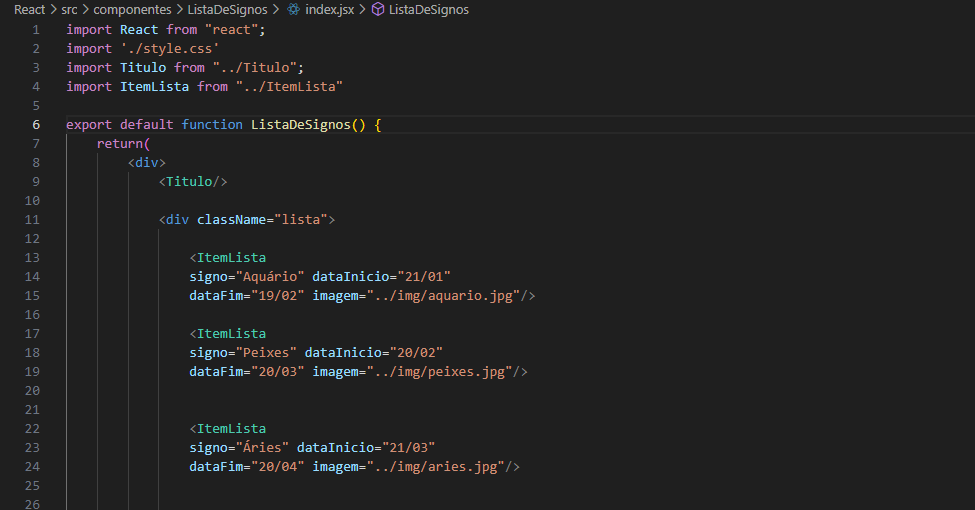 React > src > componentes > ListaDeSignos > index.jsx > ListaDeSignos
1 import React from "react";
2 import './style.css'
3 import Titulo from "../Titulo";
4 import ItemLista from "../ItemLista"
5
6 export default function ListaDeSignos() {
7 return(
8 <div>
9 <Titulo/>
10
11 <div className="lista">
12
13 <ItemLista
14 signo="Aquário" dataInicio="21/01"
15 dataFim="19/02" imagem="../img/aquario.jpg"/>
16
17 <ItemLista
18 signo="Peixes" dataInicio="20/02"
19 dataFim="20/03" imagem="../img/peixes.jpg"/>
20
21
22 <ItemLista
23 signo="Áries" dataInicio="21/03"
24 dataFim="20/04" imagem="../img/aries.jpg"/>
25
26